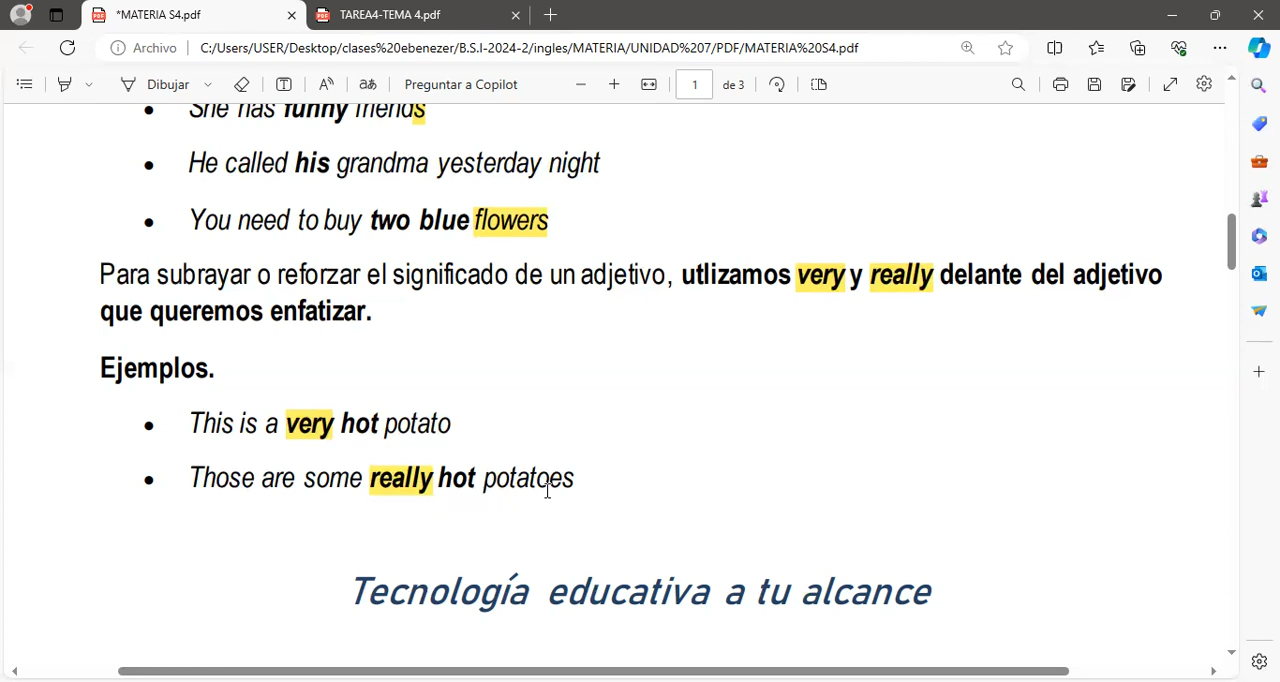 *MATERIA S4.pdf
TAREA4-TEMA 4.pdf
Archivo
C:/Users/USER/Desktop/clases%20ebenezer/B.S.I-2024-2/ingles/MATERIA/UNIDAD%207/PDF/MATERIA%20S4.pdf
Dibujar
Preguntar a Copilot
1
de 3
She has funny friends
He called his grandma yesterday night
You need to buy two blue flowers
Para subrayar o reforzar el significado de un adjetivo, utlizamos very y really delante del adjetivo
que queremos enfatizar.
Ejemplos.
This is a very hot potato
Those are some really hot potatoes
Tecnología educativa a tu alcance